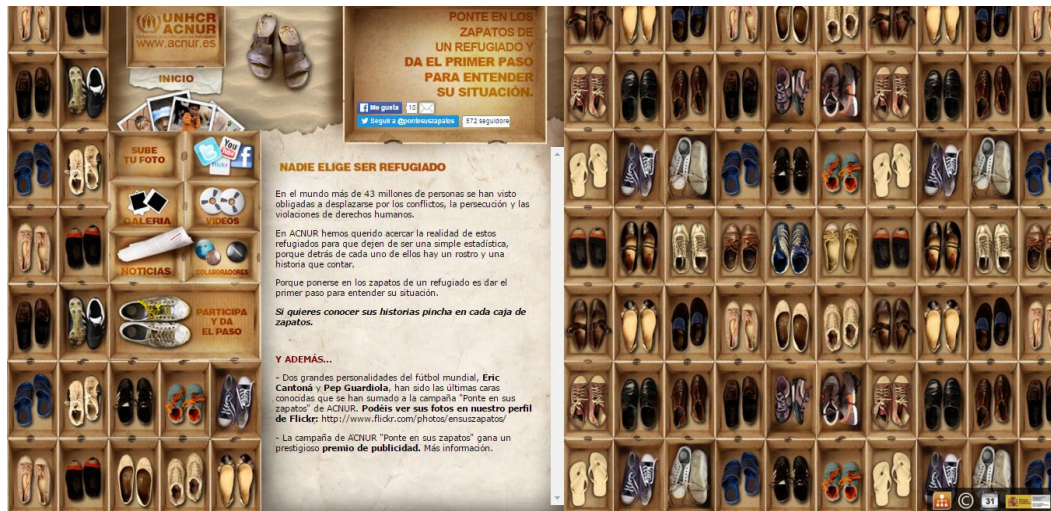 UNHCR
ACNUR
www.acnur.es
INICIO
PONTE EN LOS
ZAPATOS DE
UN REFUGIADO Y
DA EL PRIMER PASO
PARA ENTENDER
SU SITUACIÓN.
Me gusta
10
Seguir a @pontesuszapatos
572 seguidore
SUBE
TU FOTO
You
Tube
flickr
GALERIA
VIDEOS
NOTICIAS
COLABORADORES
PARTICIPA
Y DA
EL PASO
NADIE ELIGE SER REFUGIADO
En el mundo más de 43 millones de personas se han visto
obligadas a desplazarse por los conflictos, la persecución y las
violaciones de derechos humanos.
En ACNUR hemos querido acercar la realidad de estos
refugiados para que dejen de ser una simple estadística,
porque detrás de cada uno de ellos hay un rostro y una
historia que contar.
Porque ponerse en los zapatos de un refugiado es dar el
primer paso para entender su situación.
Si quieres conocer sus historias pincha en cada caja de
zapatos.
Y ADEMÁS...
- Dos grandes personalidades del fútbol mundial, Eric
Cantoná y Pep Guardiola, han sido las últimas caras
conocidas que se han sumado a la campaña "Ponte en sus
zapatos" de ACNUR. Podéis ver sus fotos en nuestro perfil
de Flickr: http://www.flickr.com/photos/ensuszapatos/
- La campaña de ACNUR "Ponte en sus zapatos" gana un
prestigioso premio de publicidad. Más información.
31